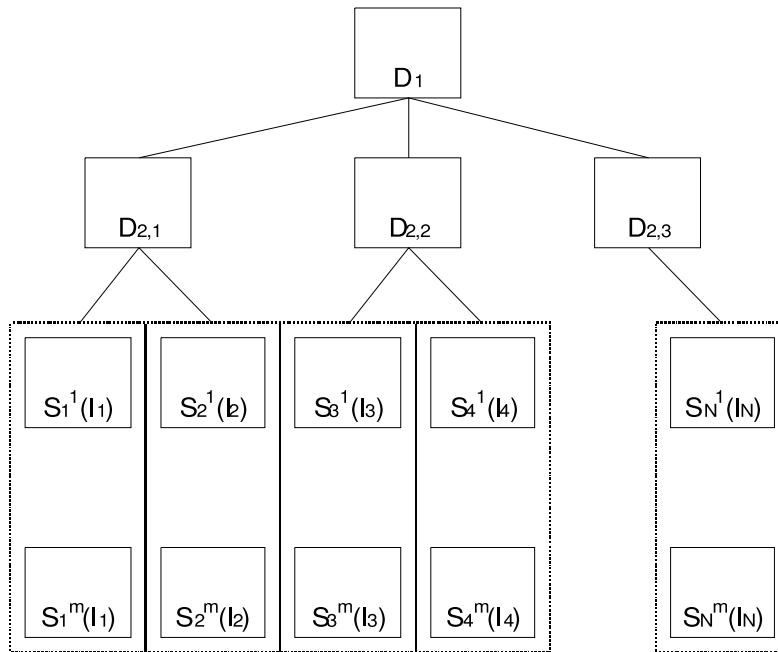 D1
D2,1 D2,2 D2,3
S1^1(I1) S2^1(I2) S3^1(I3) S4^1(I4) SN^1(IN)
S1^m(I1) S2^m(I2) S3^m(I3) S4^m(I4) SN^m(IN)